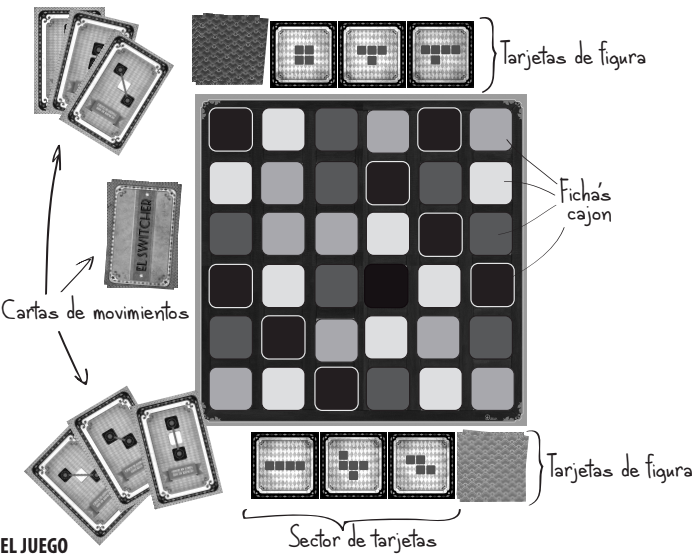 Tarjetas de figura
Fichás
cajon
EL SWITCHER
Cartas de movimientos
Tarjetas de figura
Sector de tarjetas
EL JUEGO